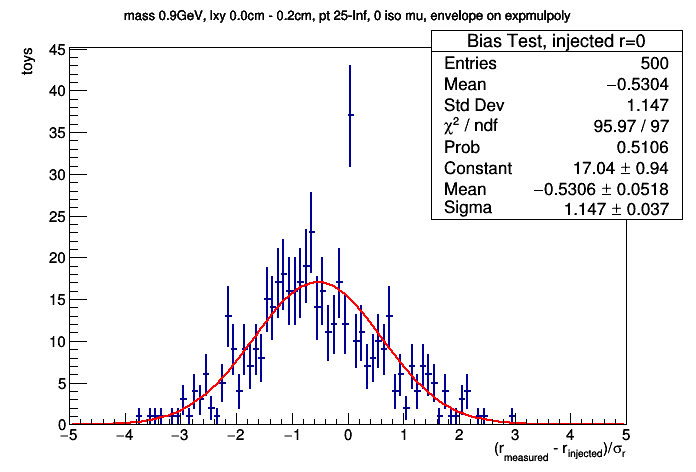 mass 0.9GeV, lxy 0.0cm - 0.2cm, pt 25-Inf, 0 iso mu, envelope on expmulpoly
Bias Test, injected r=0
Entries 500
Mean −0.5304
Std Dev 1.147
χ² / ndf 95.97 / 97
Prob 0.5106
Constant 17.04 ± 0.94
Mean −0.5306 ± 0.0518
Sigma 1.147 ± 0.037
toys
45
40
35
30
25
20
15
10
5
0
−5 −4 −3 −2 −1 0 1 2 3 4 5
(r_measured - r_injected)/σ_r